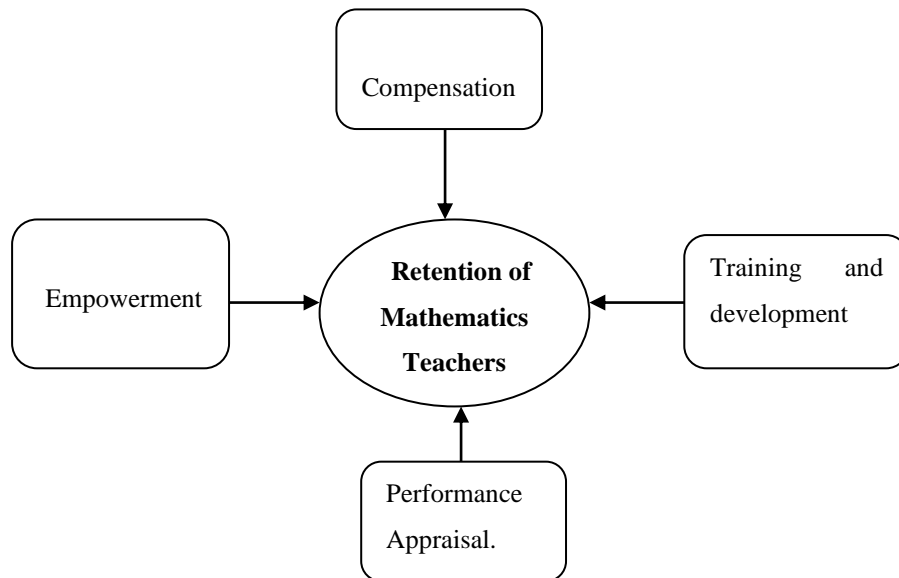 Compensation
Empowerment
Retention of
Mathematics
Teachers
Training and
development
Performance
Appraisal.